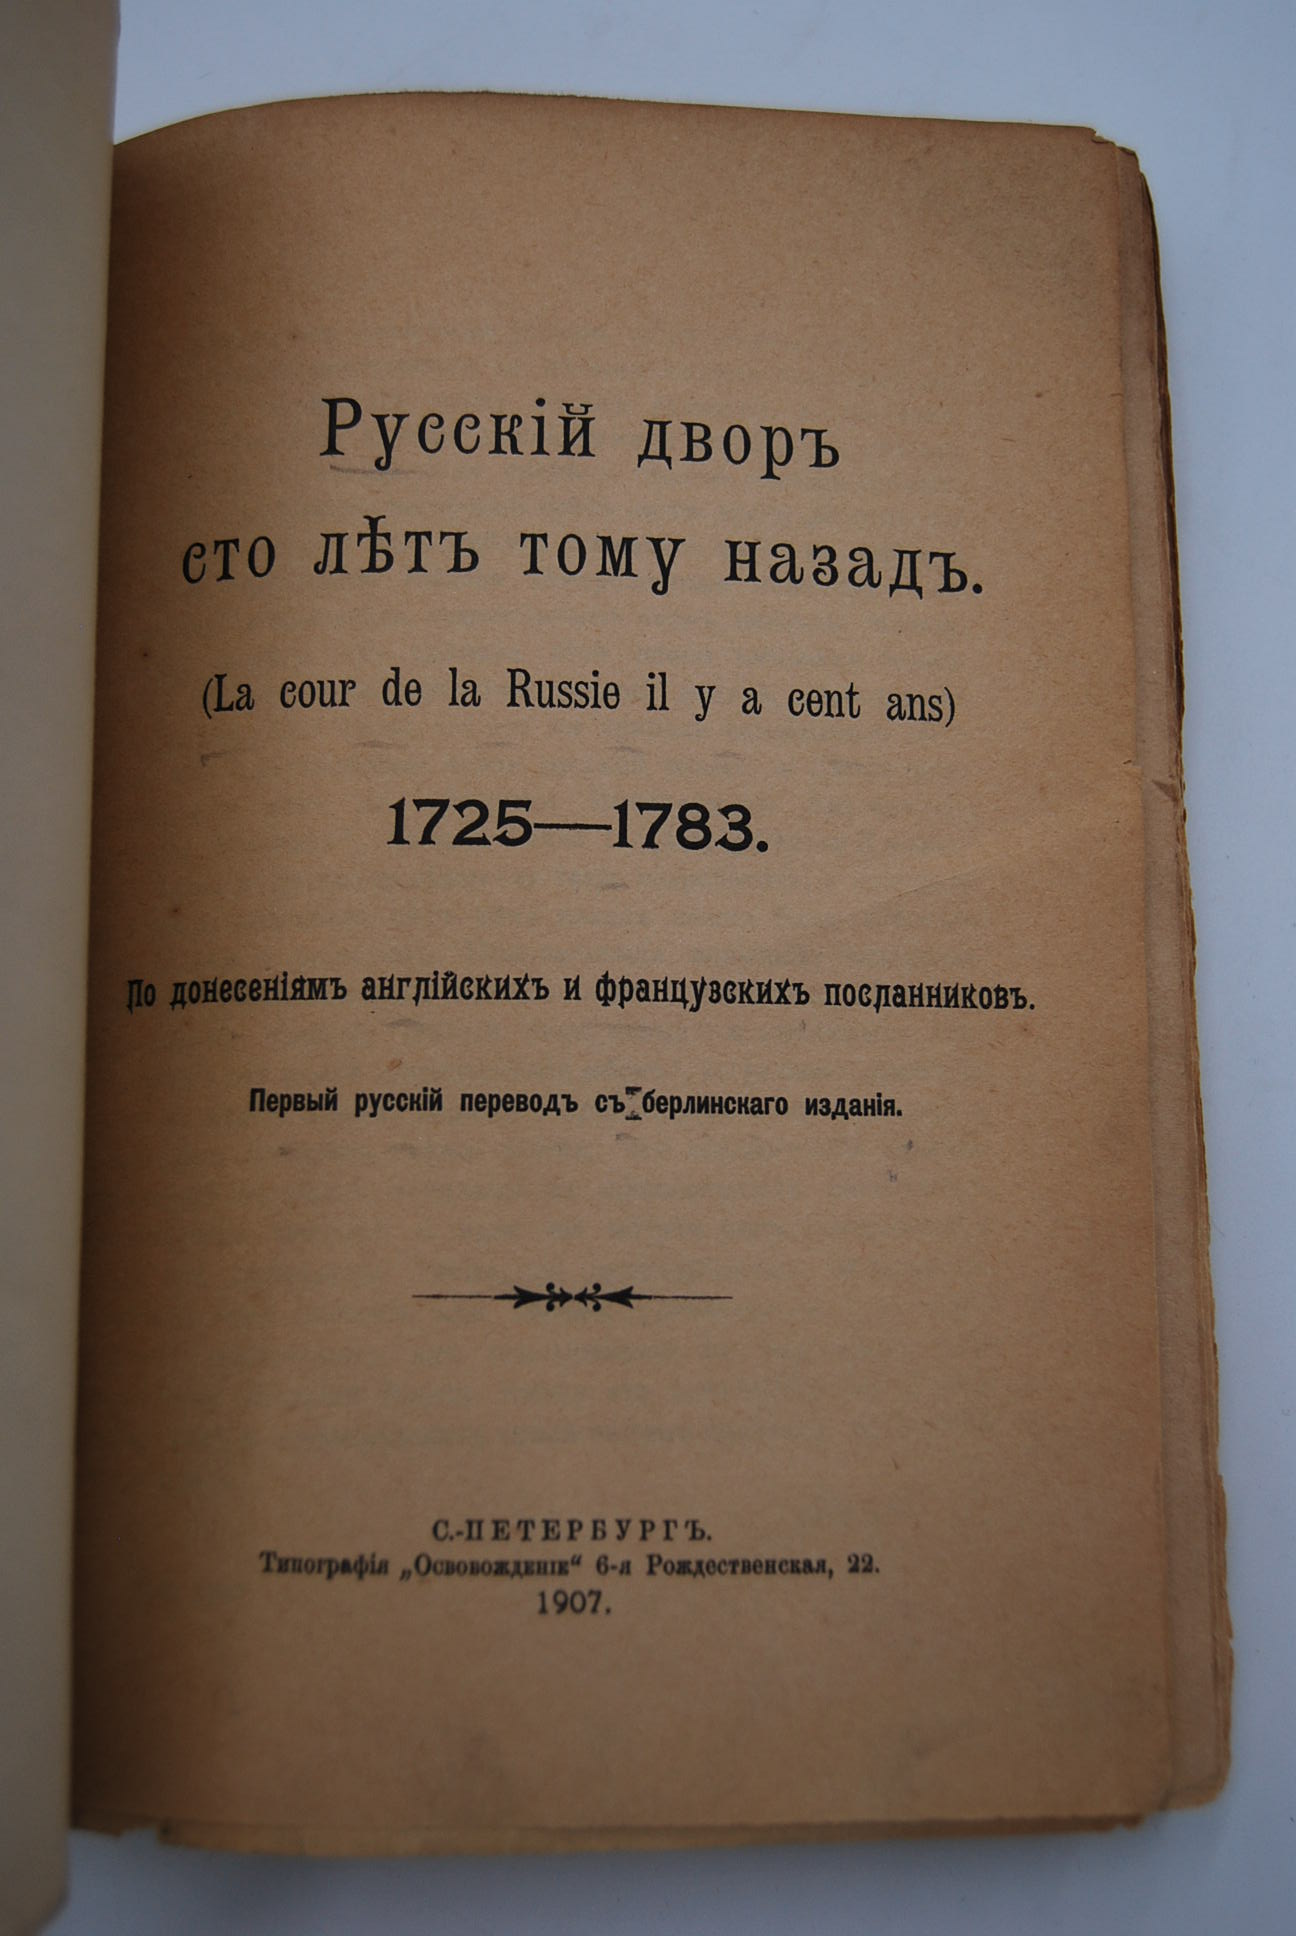 Русскій дворъ
сто лѣтъ тому назадъ.
(La cour de la Russie il y a cent ans)
1725—1783.
По донесеніямъ англійскихъ и французскихъ посланниковъ.
Первый русскій переводъ съ берлинскаго изданія.
С.-ПЕТЕРБУРГЪ.
Типографія „Освобожденіе“ 6-я Рождественская, 22.
1907.